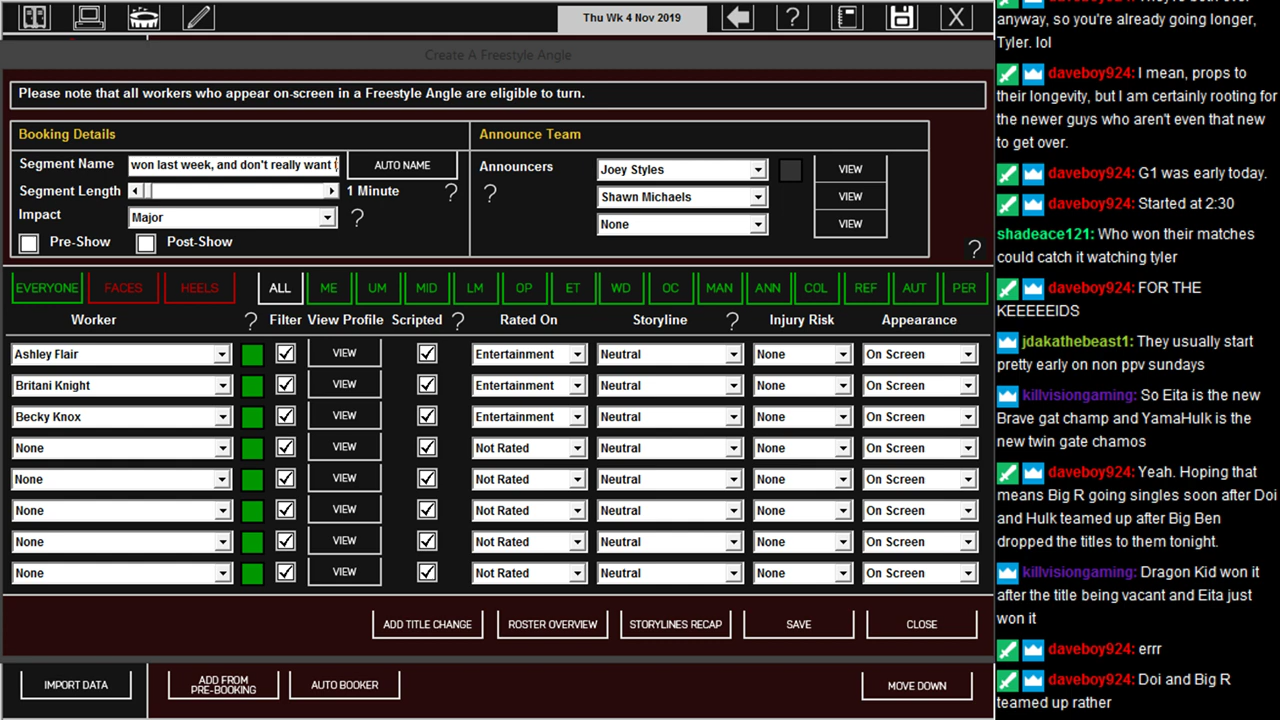 Thu Wk 4 Nov 2019
?
X
Create A Freestyle Angle
Please note that all workers who appear on-screen in a Freestyle Angle are eligible to turn.
Booking Details
Segment Name
won last week, and don't really want
AUTO NAME
Segment Length
1 Minute
?
Impact
Major
?
Pre-Show
Post-Show
Announce Team
Announcers
?
Joey Styles
VIEW
Shawn Michaels
VIEW
None
VIEW
?
EVERYONE FACES HEELS ALL ME UM MID LM OP ET WD OC MAN ANN COL REF AUT PER
Worker ? Filter View Profile Scripted ? Rated On Storyline ? Injury Risk Appearance
Ashley Flair VIEW Entertainment Neutral None On Screen
Britani Knight VIEW Entertainment Neutral None On Screen
Becky Knox VIEW Entertainment Neutral None On Screen
None VIEW Not Rated Neutral None On Screen
None VIEW Not Rated Neutral None On Screen
None VIEW Not Rated Neutral None On Screen
None VIEW Not Rated Neutral None On Screen
None VIEW Not Rated Neutral None On Screen
ADD TITLE CHANGE
ROSTER OVERVIEW
STORYLINES RECAP
SAVE
CLOSE
IMPORT DATA
ADD FROM
PRE-BOOKING
AUTO BOOKER
MOVE DOWN
anyway, so you're already going longer,
Tyler. lol
daveboy924: I mean, props to
their longevity, but I am certainly rooting for
the newer guys who aren't even that new
to get over.
daveboy924: G1 was early today.
daveboy924: Started at 2:30
shadeace121: Who won their matches
could catch it watching tyler
daveboy924: FOR THE
KEEEEEIDS
jdakathebeast1: They usually start
pretty early on non ppv sundays
killvisiongaming: So Eita is the new
Brave gat champ and YamaHulk is the
new twin gate chamos
daveboy924: Yeah. Hoping that
means Big R going singles soon after Doi
and Hulk teamed up after Big Ben
dropped the titles to them tonight.
killvisiongaming: Dragon Kid won it
after the title being vacant and Eita just
won it
daveboy924: errr
daveboy924: Doi and Big R
teamed up rather